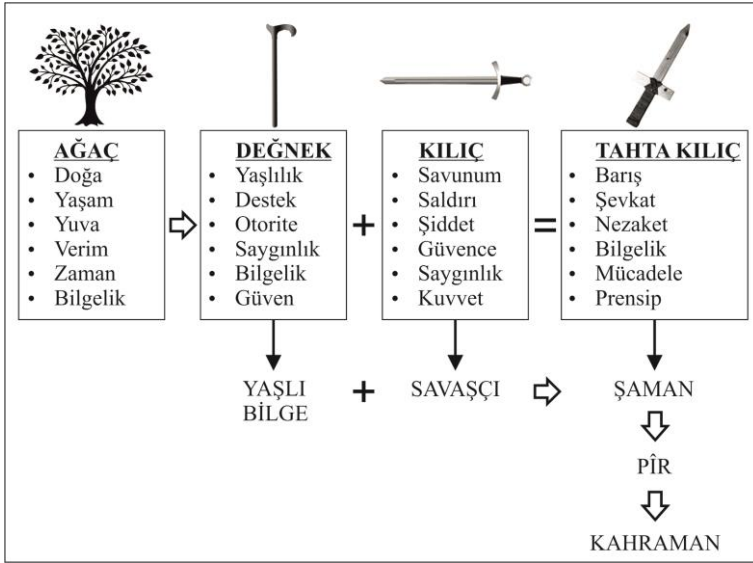 AĞAÇ
• Doğa
• Yaşam
• Yuva
• Verim
• Zaman
• Bilgelik
DEĞNEK
• Yaşlılık
• Destek
• Otorite
• Saygınlık
• Bilgelik
• Güven
+
KILIÇ
• Savunum
• Saldırı
• Şiddet
• Güvence
• Saygınlık
• Kuvvet
=
TAHTA KILIÇ
• Barış
• Şevkat
• Nezaket
• Bilgelik
• Mücadele
• Prensip
YAŞLI
BİLGE
+
SAVAŞÇI
ŞAMAN
PÎR
KAHRAMAN